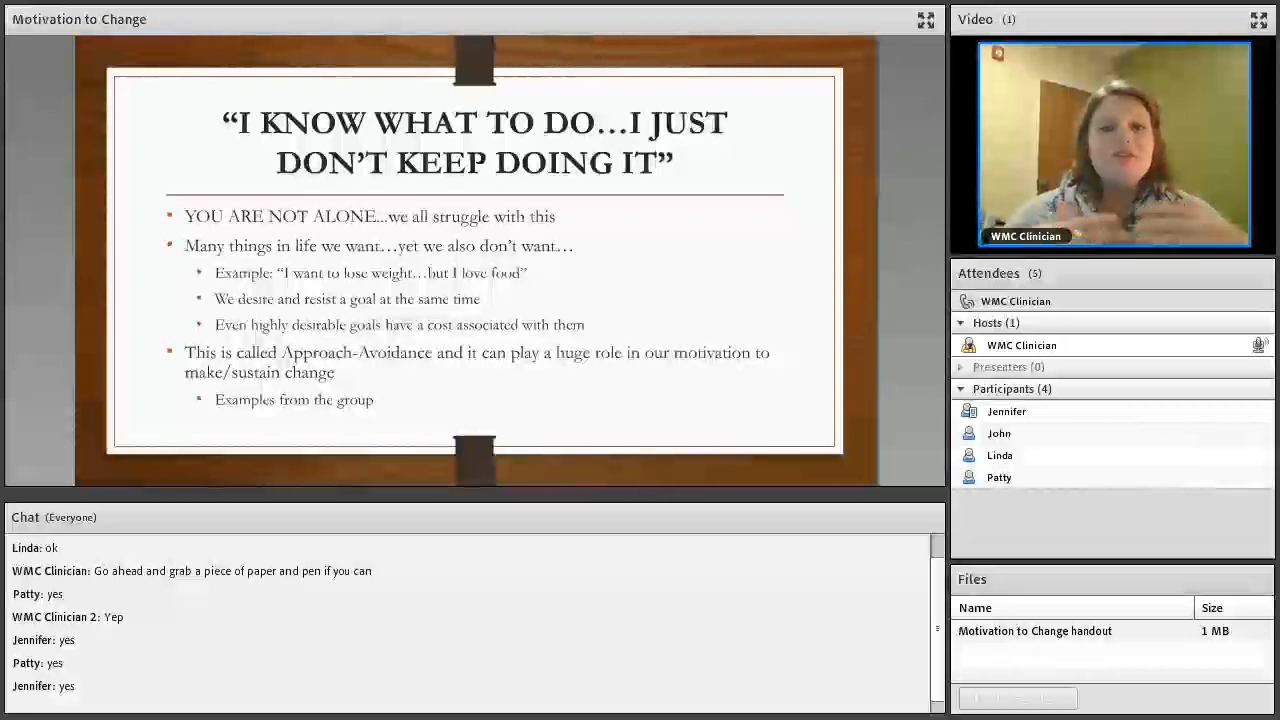 Motivation to Change
“I KNOW WHAT TO DO…I JUST
DON’T KEEP DOING IT”
YOU ARE NOT ALONE...we all struggle with this
Many things in life we want…yet we also don’t want…
Example: “I want to lose weight…but I love food”
We desire and resist a goal at the same time
Even highly desirable goals have a cost associated with them
This is called Approach-Avoidance and it can play a huge role in our motivation to
make/sustain change
Examples from the group
Chat (Everyone)
Linda: ok
WMC Clinician: Go ahead and grab a piece of paper and pen if you can
Patty: yes
WMC Clinician 2: Yep
Jennifer: yes
Patty: yes
Jennifer: yes
Video (1)
WMC Clinician
Attendees (5)
WMC Clinician
Hosts (1)
WMC Clinician
Presenters (0)
Participants (4)
Jennifer
John
Linda
Patty
Files
Name Size
Motivation to Change handout 1 MB